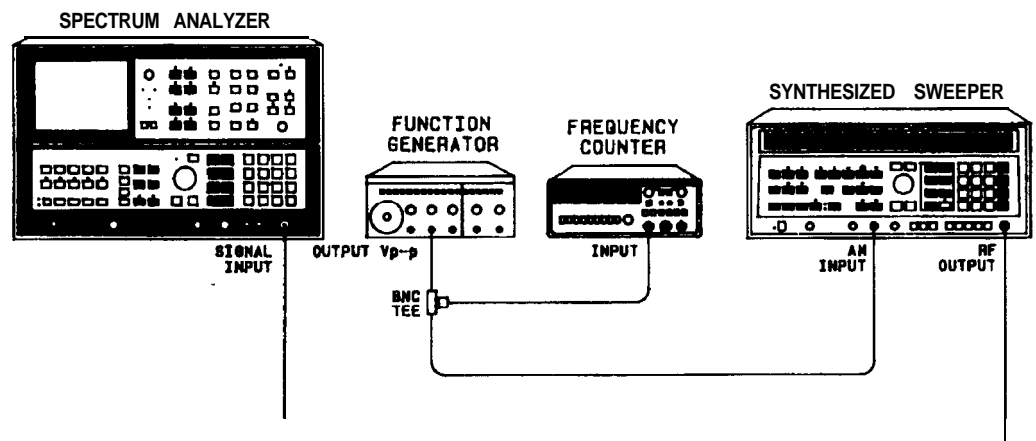 SPECTRUM ANALYZER
SYNTHESIZED SWEEPER
FUNCTION
GENERATOR
FREQUENCY
COUNTER
SIGNAL
INPUT
OUTPUT Vp-p
INPUT
AM
INPUT
RF
OUTPUT
BNC
TEE